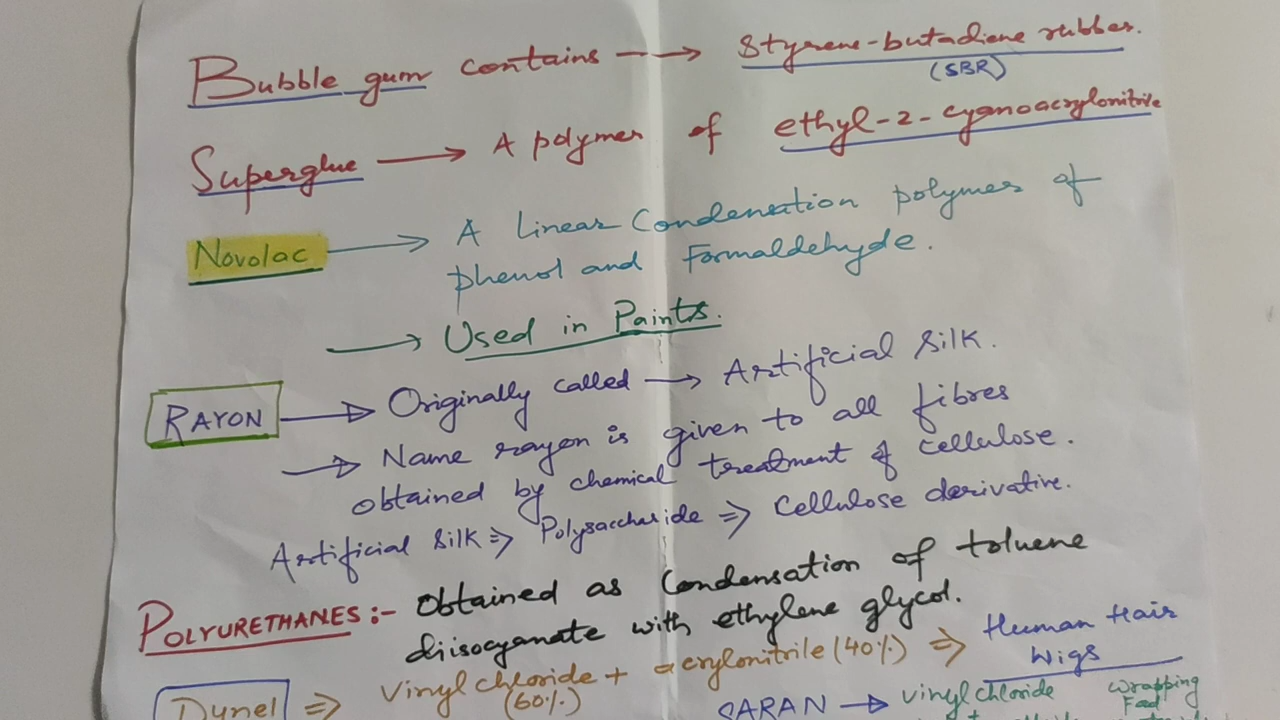 Bubble gum contains → Styrene-butadiene rubber.
(SBR)
Superglue → A polymer of ethyl-2-cyanoacrylonitrile
Novolac → A Linear Condensation polymer of
phenol and Formaldehyde.
→ Used in Paints.
RAYON → Originally called → Artificial Silk.
→ Name rayon is given to all fibres
obtained by chemical treatment of cellulose.
Artificial Silk ⇒ Polysaccharide ⇒ Cellulose derivative.
POLYURETHANES :- Obtained as Condensation of toluene
diisocyanate with ethylene glycol.
Dynel ⇒ Vinyl chloride + acrylonitrile (40%) ⇒ Human Hair
(60%) Wigs
SARAN → vinyl chloride wrapping